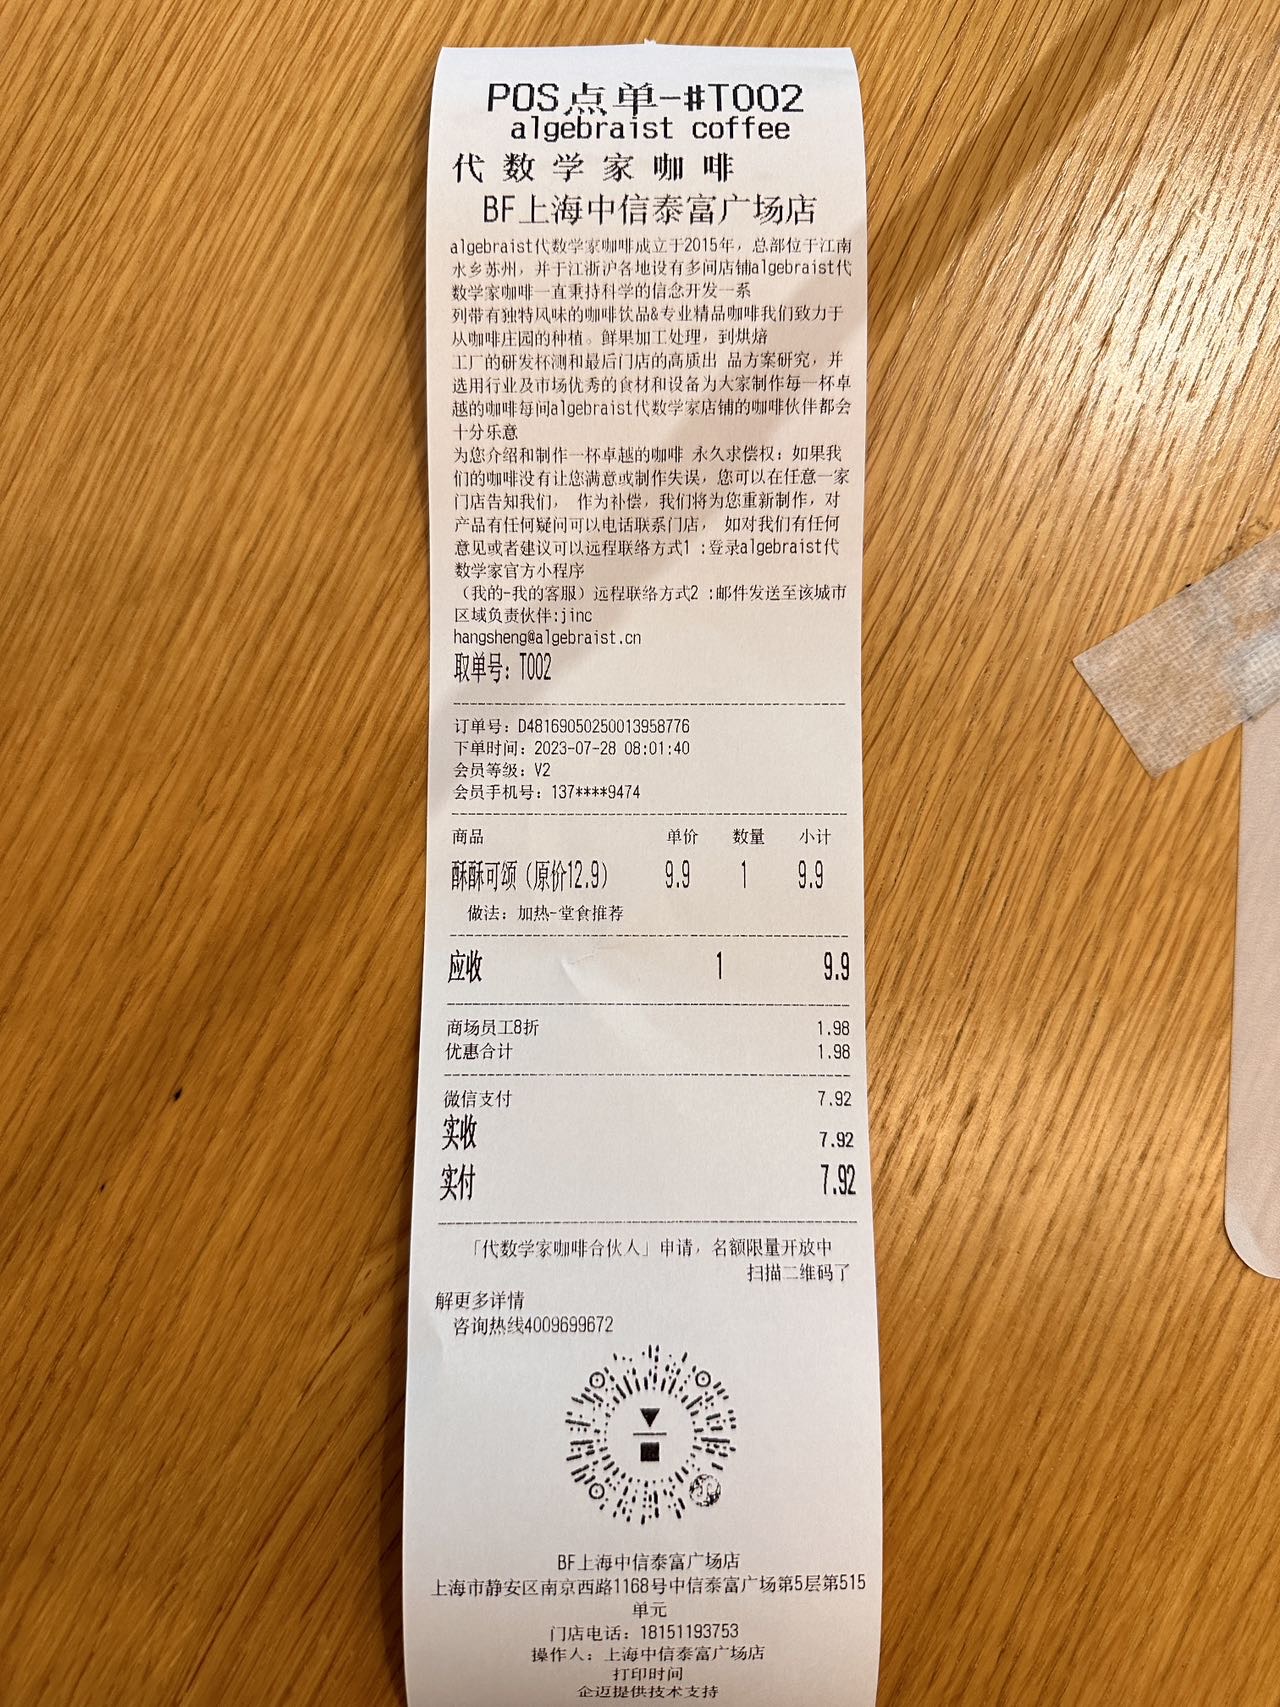 POS点单-#T002
algebraist coffee
代数学家咖啡
BF上海中信泰富广场店
algebraist代数学家咖啡成立于2015年，总部位于江南
水乡苏州，并于江浙沪各地设有多间店铺algebraist代
数学家咖啡一直秉持科学的信念开发一系
列带有独特风味的咖啡饮品&专业精品咖啡我们致力于
从咖啡庄园的种植。鲜果加工处理，到烘焙
工厂的研发杯测和最后门店的高质出 品方案研究，并
选用行业及市场优秀的食材和设备为大家制作每一杯卓
越的咖啡每间algebraist代数学家店铺的咖啡伙伴都会
十分乐意
为您介绍和制作一杯卓越的咖啡 永久求偿权：如果我
们的咖啡没有让您满意或制作失误，您可以在任意一家
门店告知我们， 作为补偿，我们将为您重新制作，对
产品有任何疑问可以电话联系门店， 如对我们有任何
意见或者建议可以远程联络方式1 :登录algebraist代
数学家官方小程序
（我的-我的客服）远程联络方式2 :邮件发送至该城市
区域负责伙伴:jinc
hangsheng@algebraist.cn
取单号：T002
订单号：D48169050250013958776
下单时间：2023-07-28 08:01:40
会员等级：V2
会员手机号：137****9474
商品 单价 数量 小计
酥酥可颂（原价12.9） 9.9 1 9.9
做法：加热-堂食推荐
应收 1 9.9
商场员工8折 1.98
优惠合计 1.98
微信支付 7.92
实收 7.92
实付 7.92
「代数学家咖啡合伙人」申请，名额限量开放中
扫描二维码了
解更多详情
咨询热线4009699672
BF上海中信泰富广场店
上海市静安区南京西路1168号中信泰富广场第5层第515
单元
门店电话：18151193753
操作人：上海中信泰富广场店
打印时间
企迈提供技术支持